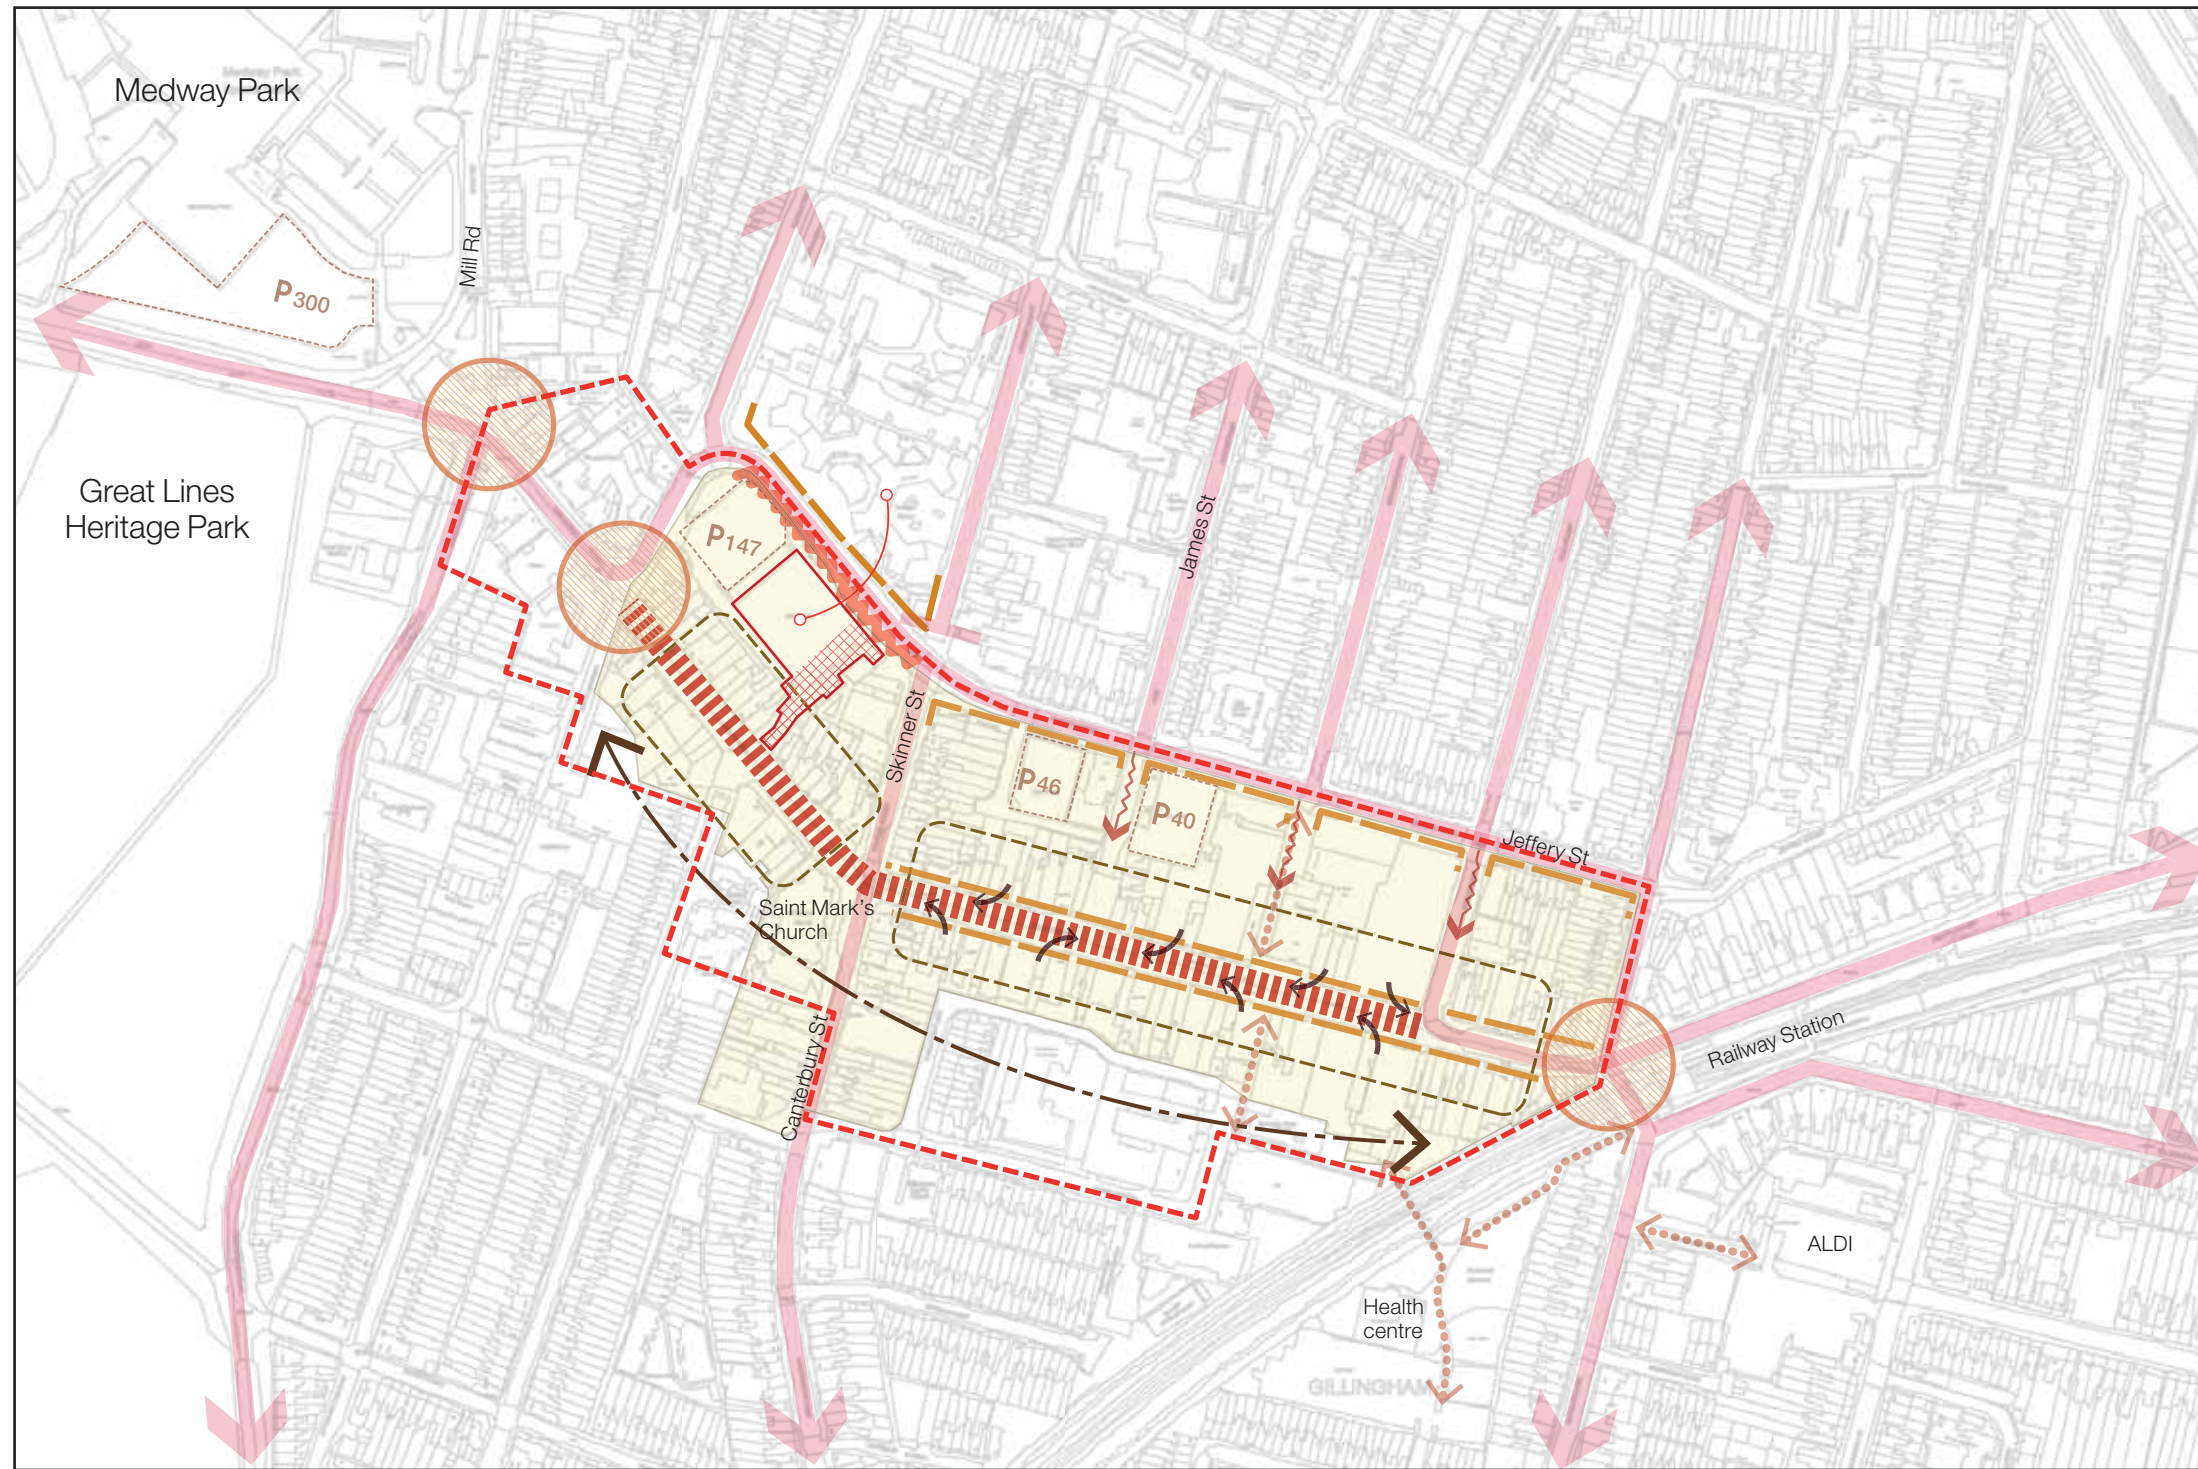 Medway Park
Mill Rd
P300
Great Lines
Heritage Park
P147
James St
Skinner St
P46
P40
Jeffery St
Saint Mark's
Church
Canterbury St
Railway Station
ALDI
Health
centre
GILLINGHAM